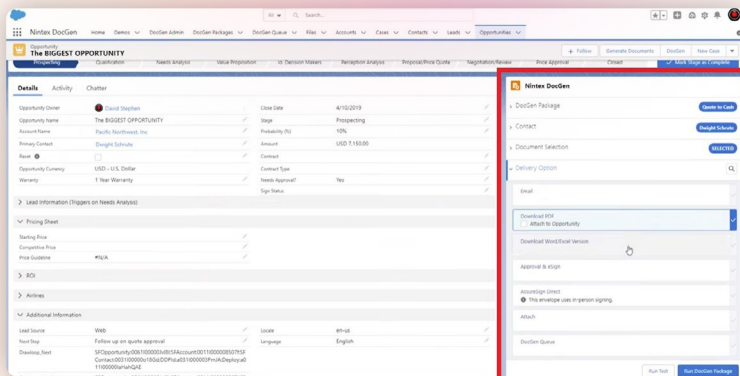 All
Search...
Nintex DocGen
Home
Demos
DocGen Admin
DocGen Packages
DocGen Queue
Files
Accounts
Cases
Contacts
Leads
Opportunities
Opportunity
The BIGGEST OPPORTUNITY
+ Follow
Generate Documents
DocGen
New Case
Prospecting
Qualification
Needs Analysis
Value Proposition
Id. Decision Makers
Perception Analysis
Proposal/Price Quote
Negotiation/Review
Price Approval
Closed
Mark Stage as Complete
Details
Activity
Chatter
Opportunity Owner
David Stephen
Close Date
4/10/2019
Opportunity Name
The BIGGEST OPPORTUNITY
Stage
Prospecting
Account Name
Pacific Northwest, Inc
Probability (%)
10%
Primary Contact
Dwight Schrute
Amount
USD 7,150.00
Reset
Contract
Opportunity Currency
USD - U.S. Dollar
Contract Type
Warranty
1 Year Warranty
Needs Approval?
Yes
Sign Status
Lead Information (Triggers on Needs Analysis)
Pricing Sheet
Starting Price
Competitive Price
Price Guideline
#N/A
ROI
Airlines
Additional Information
Lead Source
Web
Locale
en-us
Next Step
Follow up on quote approval
Language
English
Drawloop_Next
Nintex DocGen
DocGen Package
Quote to Cash
Contact
Dwight Schrute
Document Selection
SELECTED
Delivery Option
Email
Download PDF
Attach to Opportunity
Download Word/Excel Version
Approval & eSign
AssureSign Direct
This envelope uses in-person signing.
Attach
DocGen Queue
Run Test
Run DocGen Package